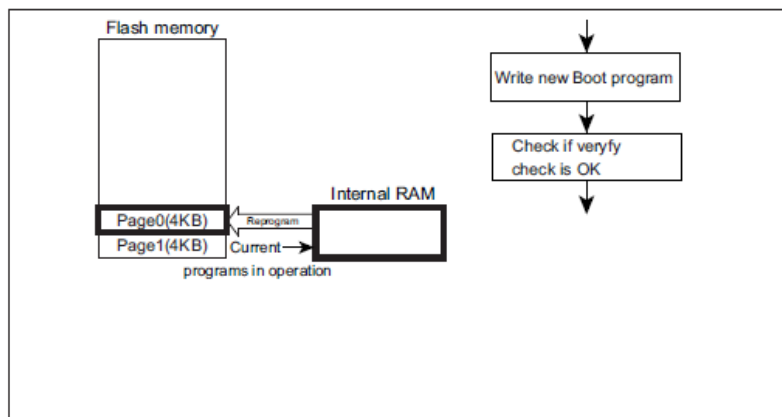 Flash memory
Write new Boot program
Check if veryfy
check is OK
Internal RAM
Page0(4KB)
Reprogram
Page1(4KB)
Current
programs in operation